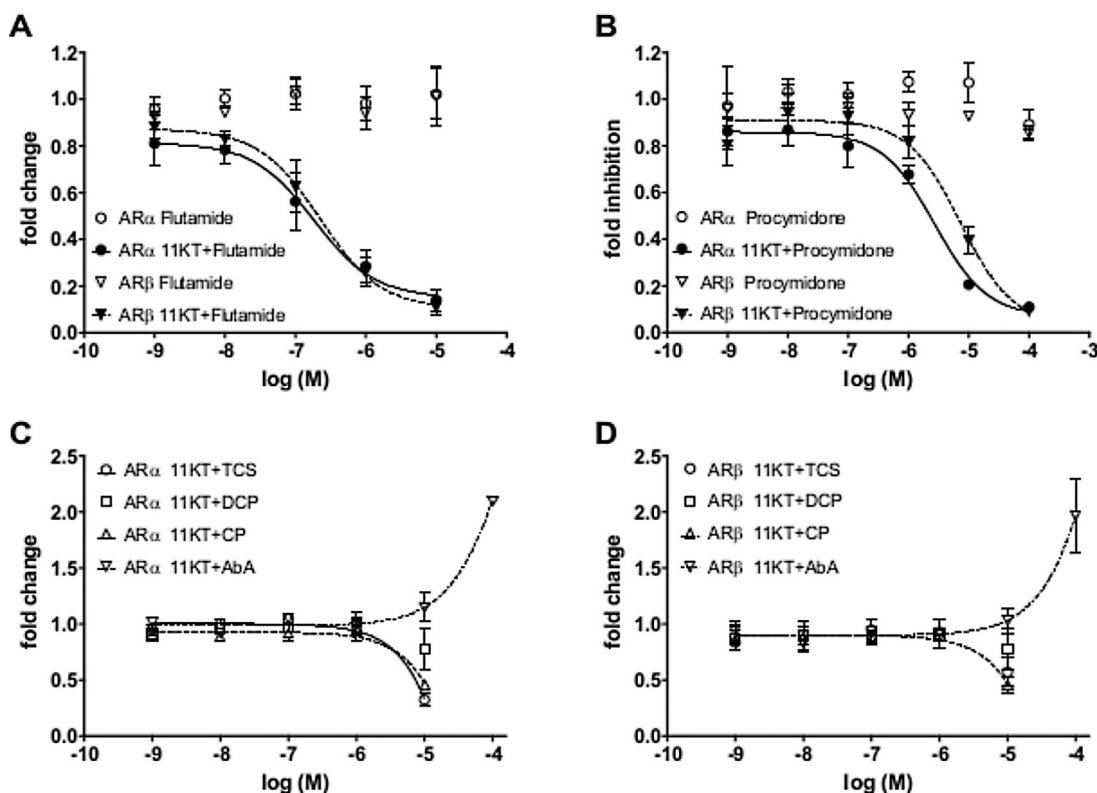 A
fold change
1.2
1.0
0.8
0.6
0.4
0.2
0.0
ARα Flutamide
ARα 11KT+Flutamide
ARβ Flutamide
ARβ 11KT+Flutamide
-10 -9 -8 -7 -6 -5 -4
log (M)
B
fold inhibition
1.2
1.0
0.8
0.6
0.4
0.2
0.0
ARα Procymidone
ARα 11KT+Procymidone
ARβ Procymidone
ARβ 11KT+Procymidone
-10 -9 -8 -7 -6 -5 -4 -3
log (M)
C
fold change
2.5
2.0
1.5
1.0
0.5
0.0
ARα 11KT+TCS
ARα 11KT+DCP
ARα 11KT+CP
ARα 11KT+AbA
-10 -9 -8 -7 -6 -5 -4
log (M)
D
fold change
2.5
2.0
1.5
1.0
0.5
0.0
ARβ 11KT+TCS
ARβ 11KT+DCP
ARβ 11KT+CP
ARβ 11KT+AbA
-10 -9 -8 -7 -6 -5 -4
log (M)